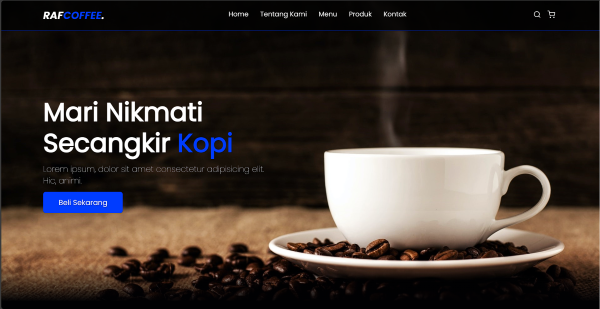 RAFCOFFEE.
Home Tentang Kami Menu Produk Kontak
Mari Nikmati
Secangkir Kopi
Lorem ipsum, dolor sit amet consectetur adipisicing elit.
Hic, animi.
Beli Sekarang